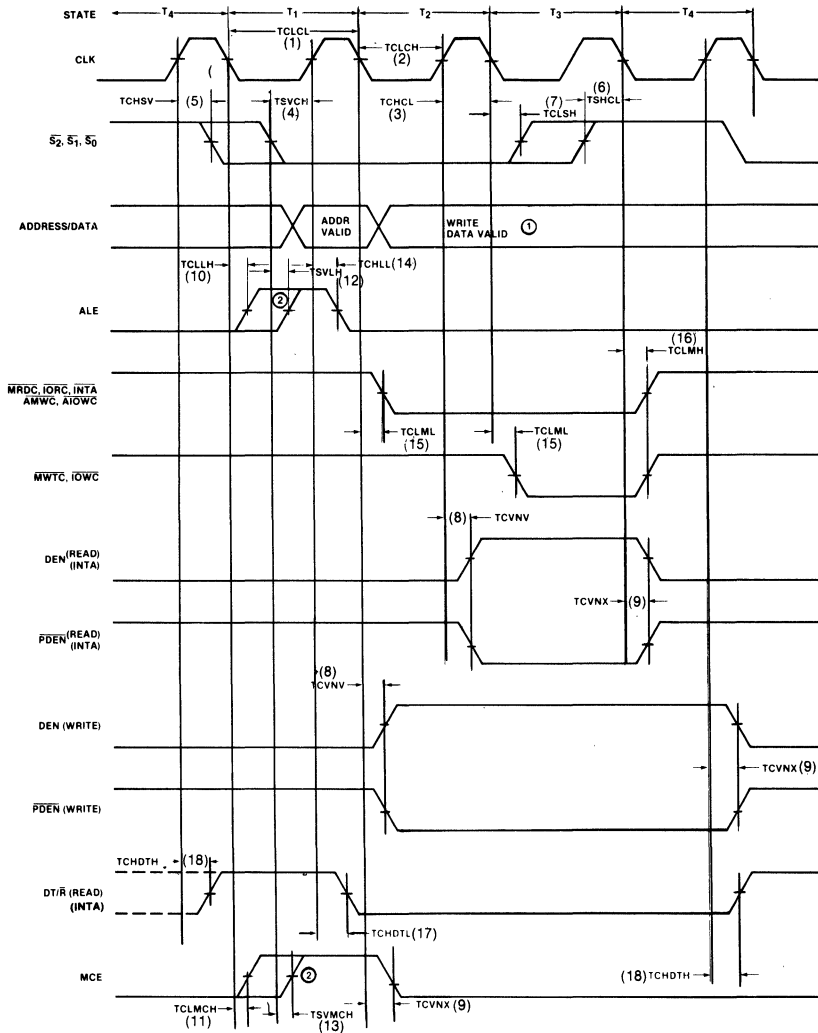 STATE T4 T1 T2 T3 T4
TCLCL
(1)
TCLCH
(2)
CLK
(
TCHSV (5) TSVCH
(4)
TCHCL
(3)
(7)
TCLSH
(6)
TSHCL
S2, S1, S0
ADDRESS/DATA
ADDR
VALID
WRITE
DATA VALID ①
TCLLH
(10)
TSVLH
(12)
TCHLL (14)
ALE
②
(16)
TCLMH
MRDC, IORC, INTA
AMWC, AIOWC
TCLML
(15)
TCLML
(15)
MWTC, IOWC
(8) TCVNV
DEN (READ)
(INTA)
TCVNX (9)
PDEN (READ)
(INTA)
(8)
TCVNV
DEN (WRITE)
TCVNX (9)
PDEN (WRITE)
TCHDTH (18)
DT/R (READ)
(INTA)
TCHDTL (17)
MCE
②
(18) TCHDTH
TCLMCH
(11)
)
TSVMCH
(13)
TCVNX (9)